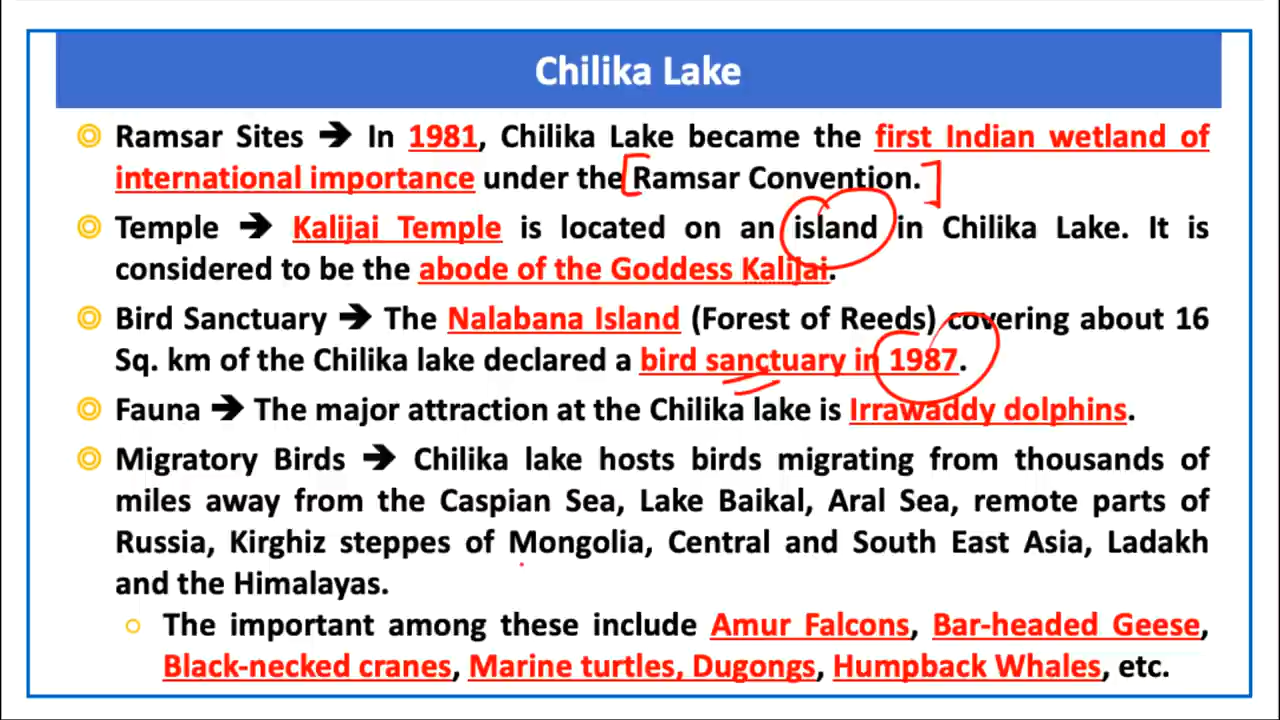 Chilika Lake
Ramsar Sites ➔ In 1981, Chilika Lake became the first Indian wetland of
international importance under the Ramsar Convention.
Temple ➔ Kalijai Temple is located on an island in Chilika Lake. It is
considered to be the abode of the Goddess Kalijai.
Bird Sanctuary ➔ The Nalabana Island (Forest of Reeds) covering about 16
Sq. km of the Chilika lake declared a bird sanctuary in 1987.
Fauna ➔ The major attraction at the Chilika lake is Irrawaddy dolphins.
Migratory Birds ➔ Chilika lake hosts birds migrating from thousands of
miles away from the Caspian Sea, Lake Baikal, Aral Sea, remote parts of
Russia, Kirghiz steppes of Mongolia, Central and South East Asia, Ladakh
and the Himalayas.
The important among these include Amur Falcons, Bar-headed Geese,
Black-necked cranes, Marine turtles, Dugongs, Humpback Whales, etc.